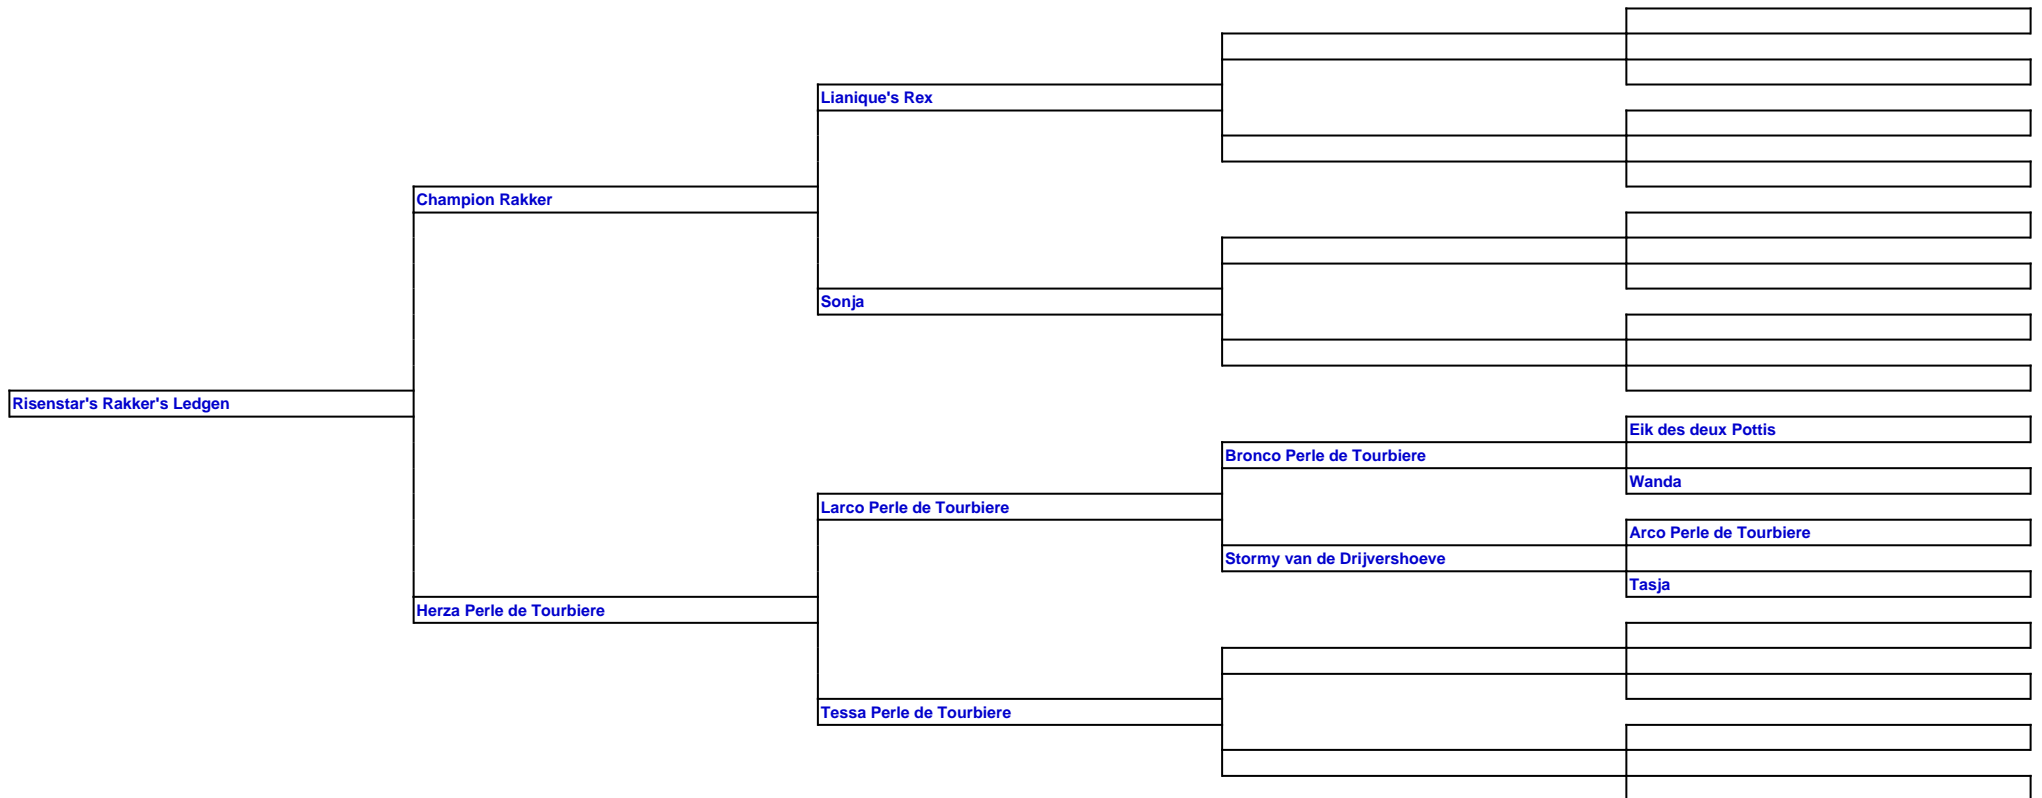 Lianique's Rex
Champion Rakker
Sonja
Risenstar's Rakker's Ledgen
Eik des deux Pottis
Bronco Perle de Tourbiere
Wanda
Larco Perle de Tourbiere
Arco Perle de Tourbiere
Stormy van de Drijvershoeve
Tasja
Herza Perle de Tourbiere
Tessa Perle de Tourbiere